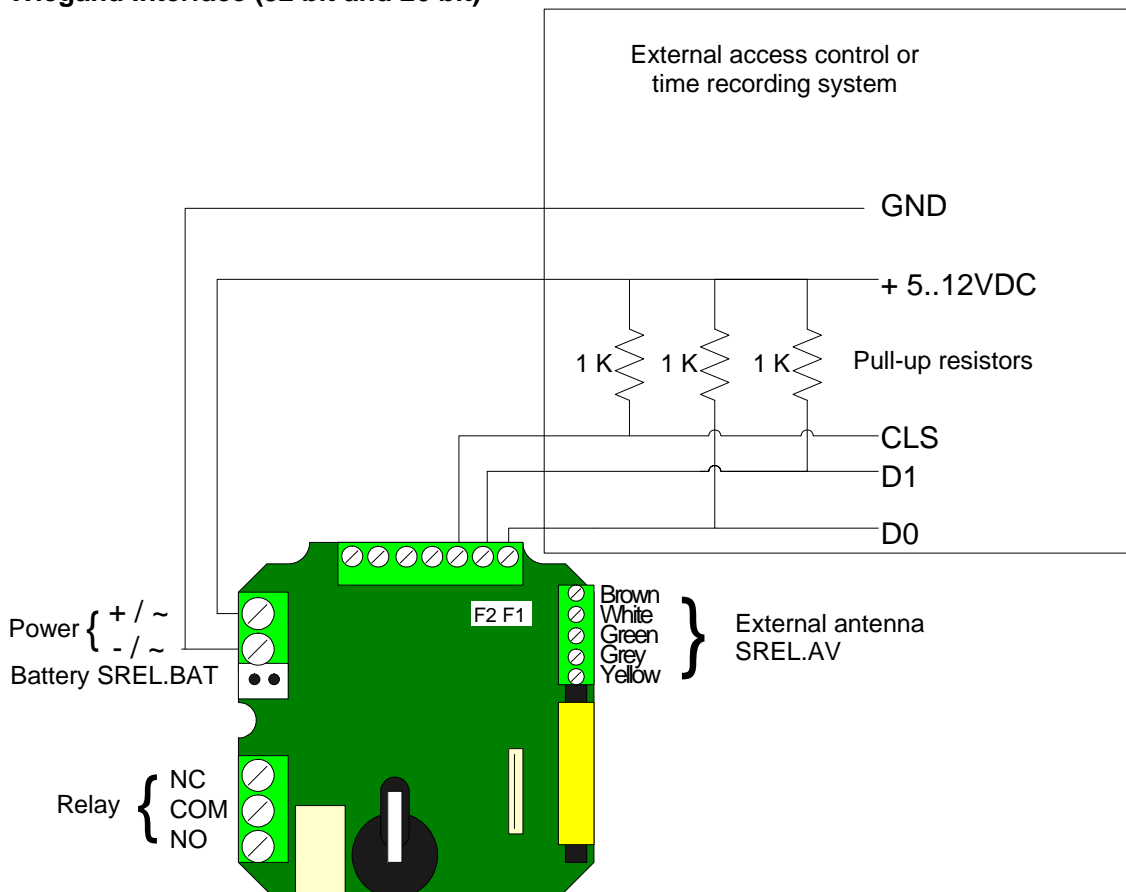 External access control or
time recording system
GND
+ 5..12VDC
1 K 1 K 1 K Pull-up resistors
CLS
D1
D0
F2 F1
Power { + / ~
- / ~
Battery SREL.BAT
Brown
White
Green
Grey
Yellow
External antenna
SREL.AV
Relay { NC
COM
NO